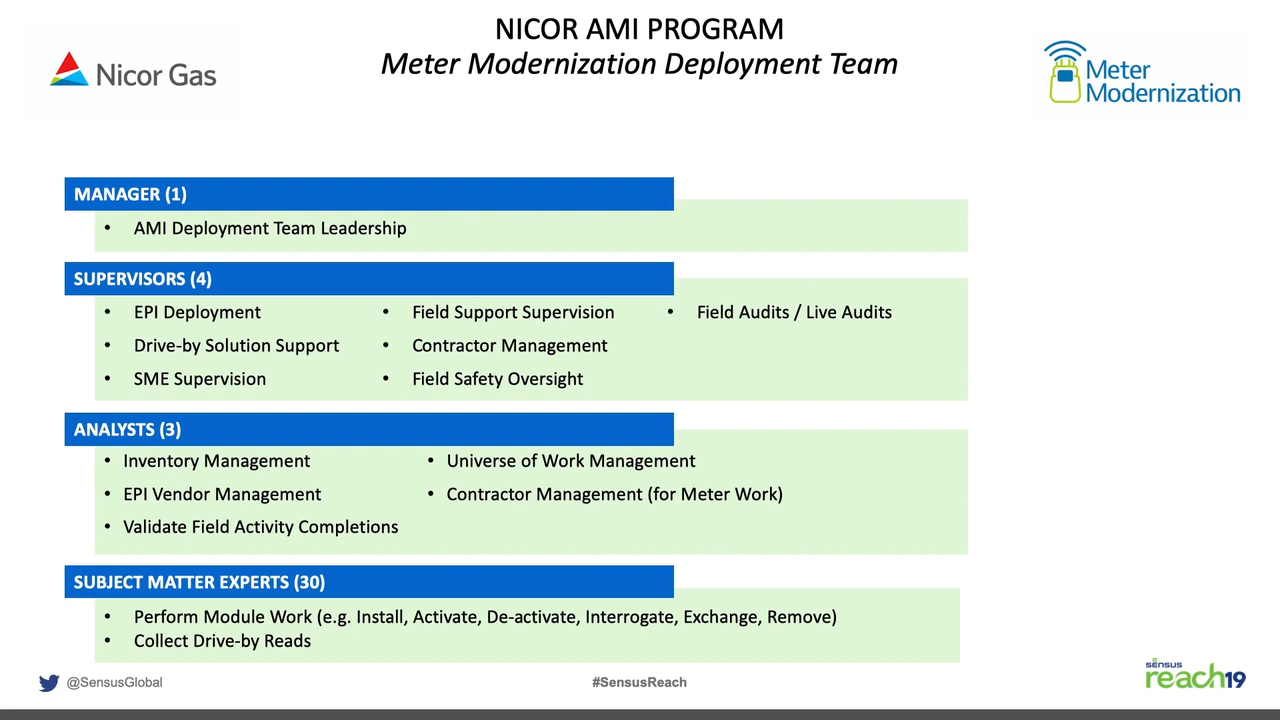 NICOR AMI PROGRAM
Meter Modernization Deployment Team
Nicor Gas
Meter
Modernization
MANAGER (1)
• AMI Deployment Team Leadership
SUPERVISORS (4)
• EPI Deployment
• Drive-by Solution Support
• SME Supervision
• Field Support Supervision
• Contractor Management
• Field Safety Oversight
• Field Audits / Live Audits
ANALYSTS (3)
• Inventory Management
• EPI Vendor Management
• Validate Field Activity Completions
• Universe of Work Management
• Contractor Management (for Meter Work)
SUBJECT MATTER EXPERTS (30)
• Perform Module Work (e.g. Install, Activate, De-activate, Interrogate, Exchange, Remove)
• Collect Drive-by Reads
@SensusGlobal
#SensusReach
sensus
reach19